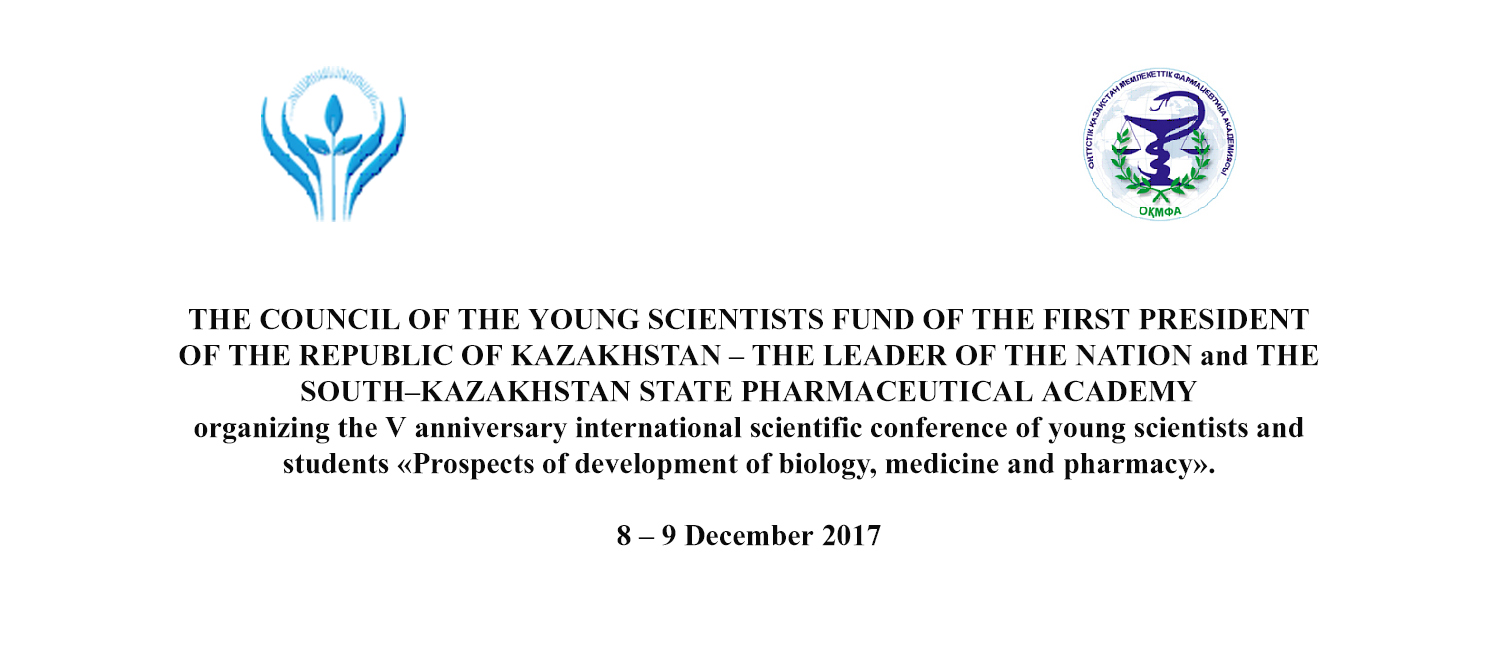 ОҢТҮСТІК ҚАЗАҚСТАН МЕМЛЕКЕТТІК ФАРМАЦЕВТИКА АКАДЕМИЯСЫ
ОҚМФА
THE COUNCIL OF THE YOUNG SCIENTISTS FUND OF THE FIRST PRESIDENT
OF THE REPUBLIC OF KAZAKHSTAN – THE LEADER OF THE NATION and THE
SOUTH–KAZAKHSTAN STATE PHARMACEUTICAL ACADEMY
organizing the V anniversary international scientific conference of young scientists and
students «Prospects of development of biology, medicine and pharmacy».
8 – 9 December 2017